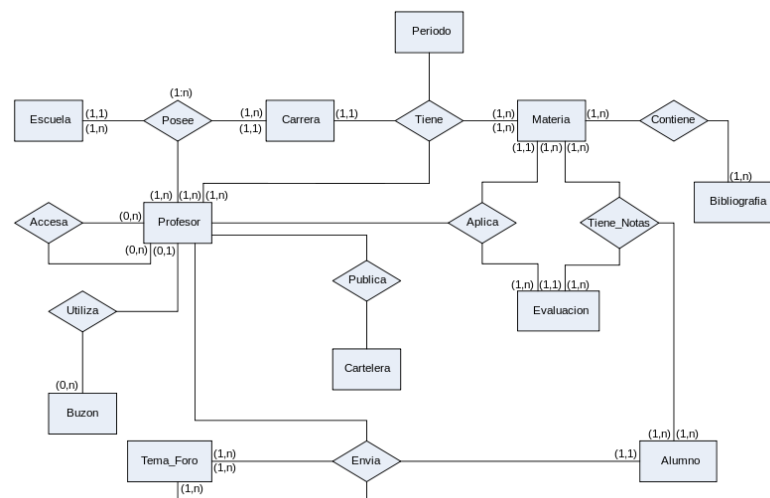 Periodo
(1:n)
Escuela (1,1) Posee (1,n) Carrera (1,1) Tiene (1,n) Materia (1,n) Contiene
(1,n) (1,1) (1,n)
(1,1) (1,n) (1,n)
(1,n) (1,n) (1,n) (1,n)
Bibliografia
Accesa (0,n) Profesor Aplica Tiene_Notas
(0,n) (0,1)
Publica
(1,n) (1,1) (1,n)
Utiliza Evaluacion
Cartelera
(0,n)
Buzon
(1,n) (1,n)
Tema_Foro (1,n) Envia (1,1) Alumno
(1,n)
(1,n)